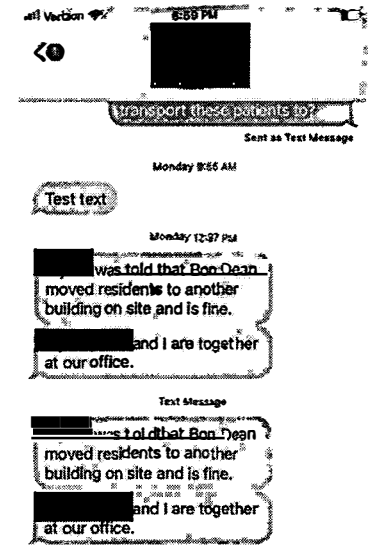 Verizon 6:59 PM
transport these patients to?
Sent as Text Message
Monday 9:55 AM
Test text
Monday 12:37 PM
was told that Bon Dean
moved residents to another
building on site and is fine.
and I are together
at our office.
Text Message
was told that Bon Dean
moved residents to another
building on site and is fine.
and I are together
at our office.